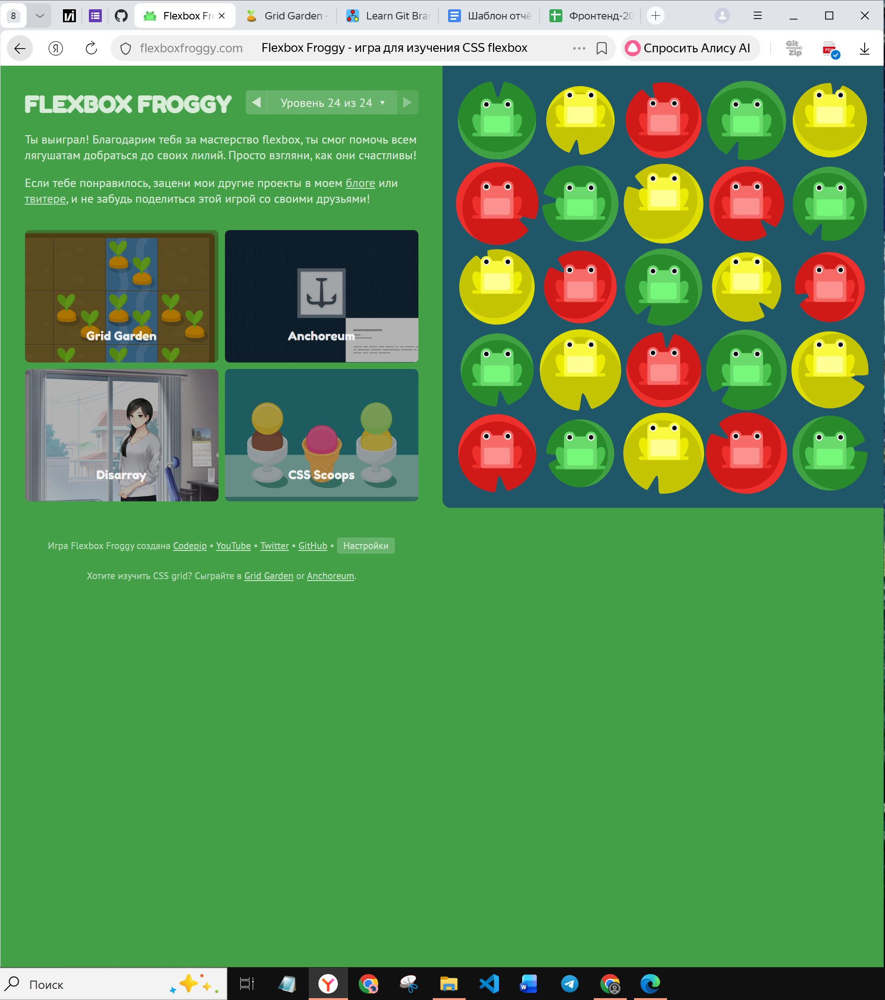 8
Flexbox Fr
Grid Garden -
Learn Git Bra
Шаблон отчё
Фронтенд-20
Я
flexboxfroggy.com
Flexbox Froggy - игра для изучения CSS flexbox
Спросить Алису AI
Git Zip
PDF
FLEXBOX FROGGY
Уровень 24 из 24
Ты выиграл! Благодарим тебя за мастерство flexbox, ты смог помочь всем
лягушатам добраться до своих лилий. Просто взгляни, как они счастливы!
Если тебе понравилось, зацени мои другие проекты в моем блоге или
твитере, и не забудь поделиться этой игрой со своими друзьями!
Grid Garden
Anchoreum
Disarray
CSS Scoops
Игра Flexbox Froggy создана Codepip • YouTube • Twitter • GitHub • Настройки
Хотите изучить CSS grid? Сыграйте в Grid Garden or Anchoreum.
Поиск